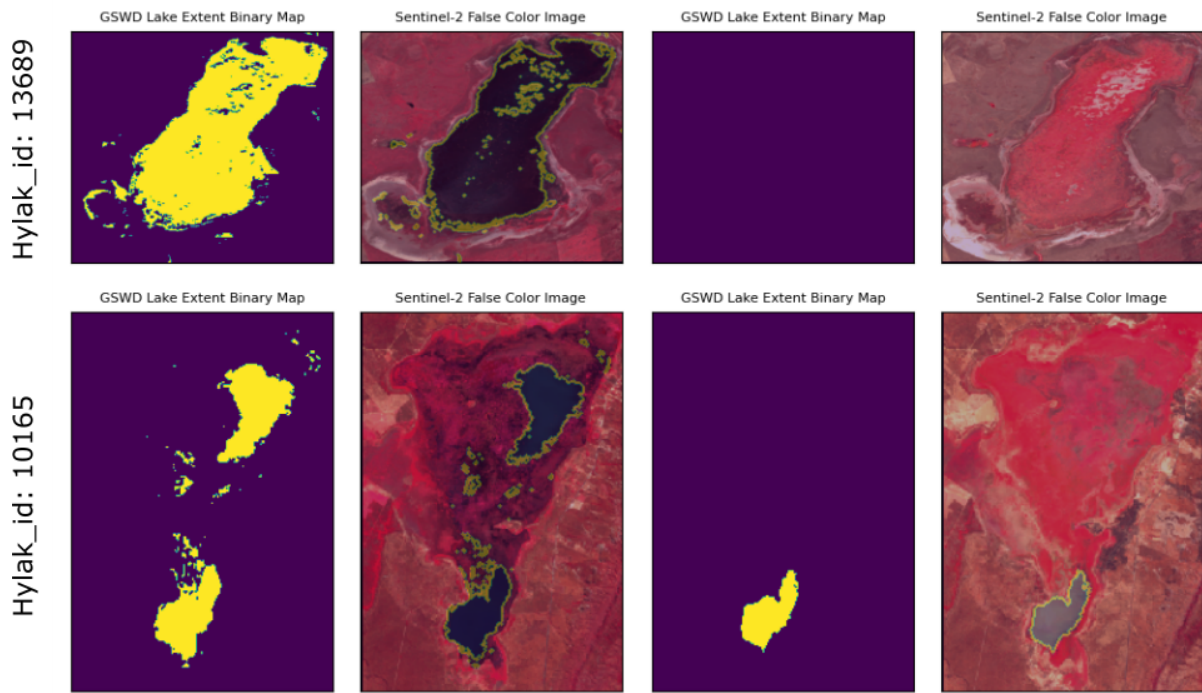 GSWD Lake Extent Binary Map
Sentinel-2 False Color Image
GSWD Lake Extent Binary Map
Sentinel-2 False Color Image
Hylak_id: 13689
GSWD Lake Extent Binary Map
Sentinel-2 False Color Image
GSWD Lake Extent Binary Map
Sentinel-2 False Color Image
Hylak_id: 10165